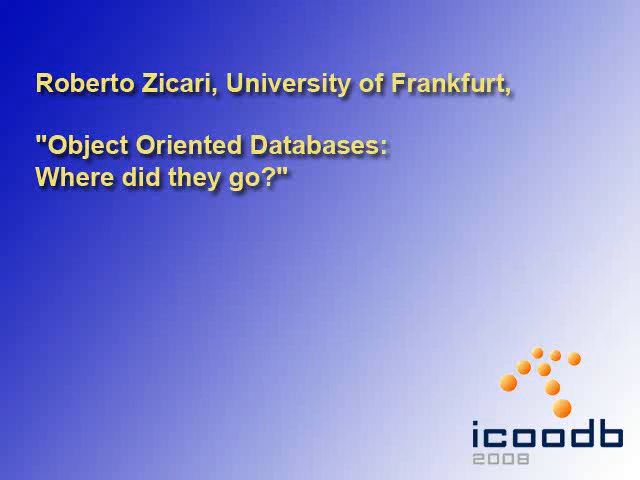 Roberto Zicari, University of Frankfurt,
"Object Oriented Databases:
Where did they go?"
icoodb
2008